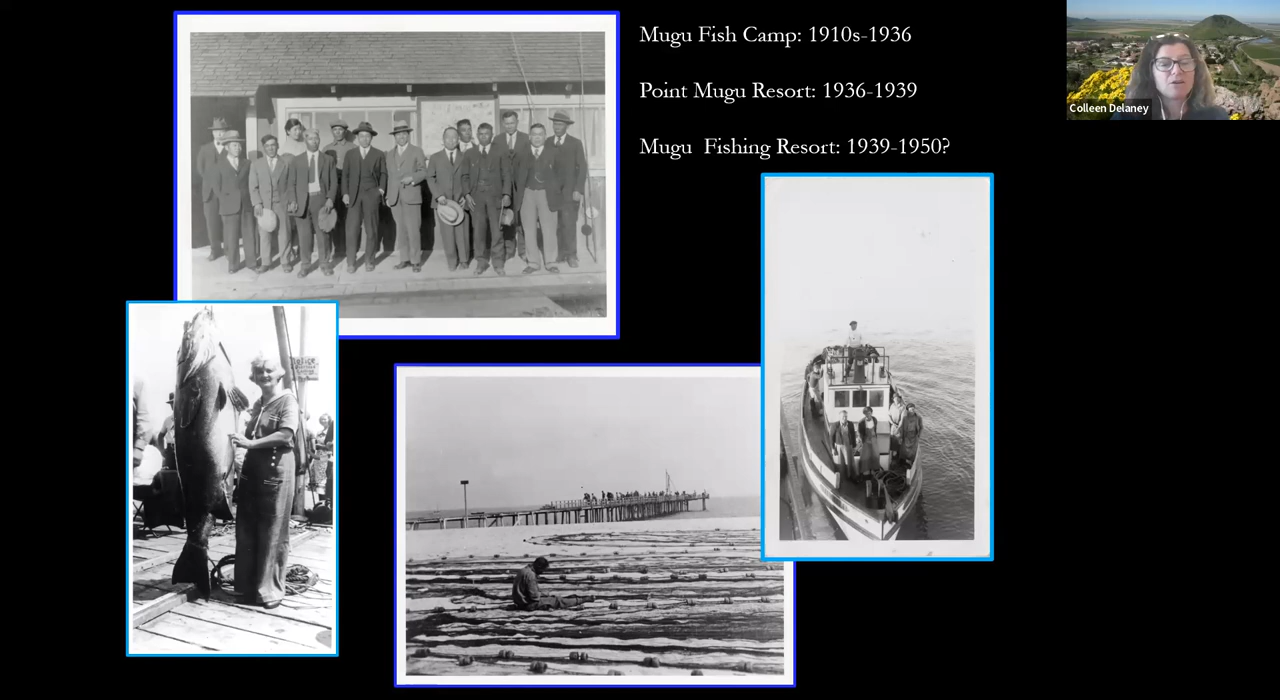 Mugu Fish Camp: 1910s-1936
Point Mugu Resort: 1936-1939
Mugu Fishing Resort: 1939-1950?
Colleen Delaney